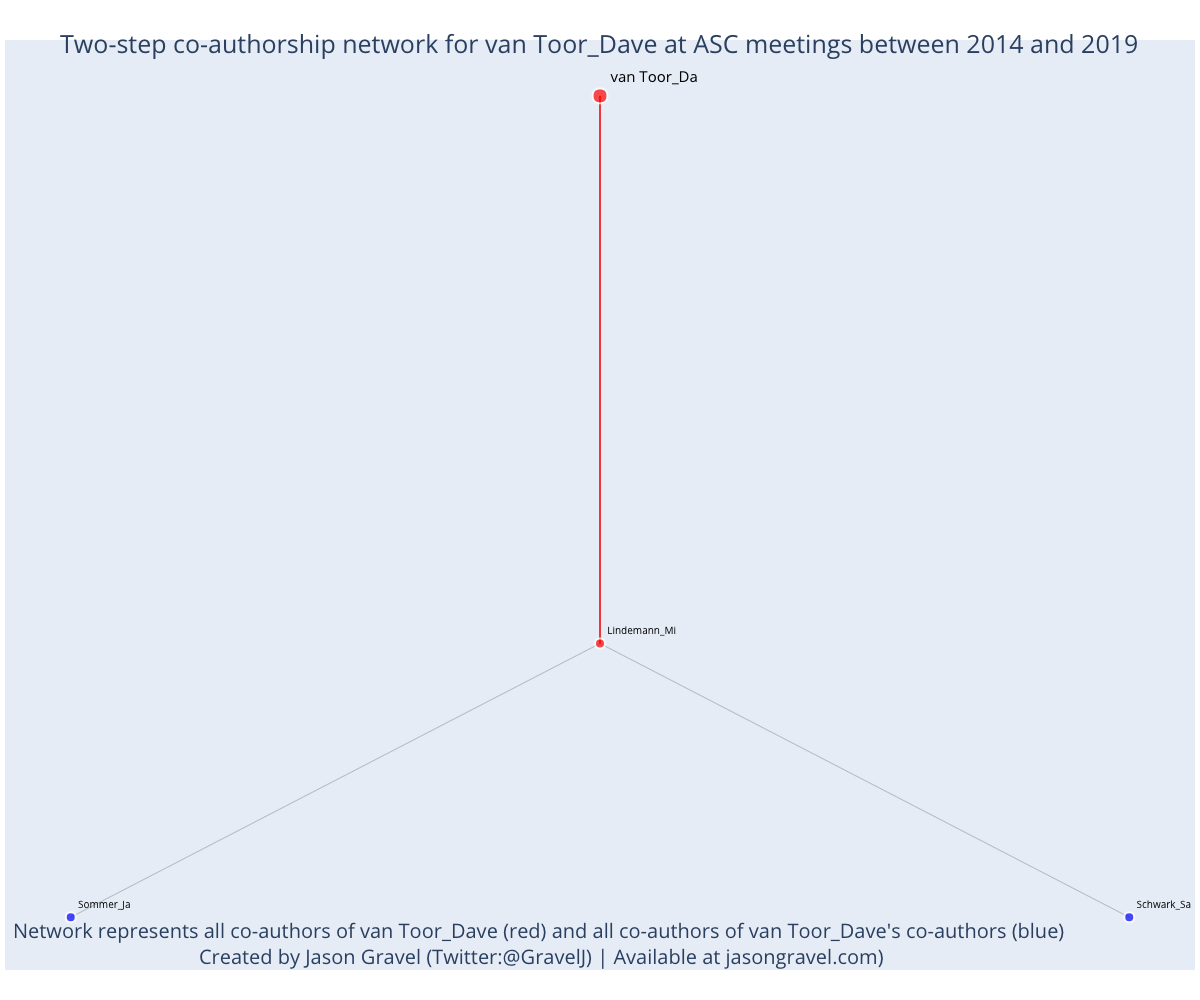 Two-step co-authorship network for van Toor_Dave at ASC meetings between 2014 and 2019
van Toor_Da
Lindemann_Mi
Sommer_Ja
Schwark_Sa
Network represents all co-authors of van Toor_Dave (red) and all co-authors of van Toor_Dave's co-authors (blue)
Created by Jason Gravel (Twitter:@GravelJ) | Available at jasongravel.com)